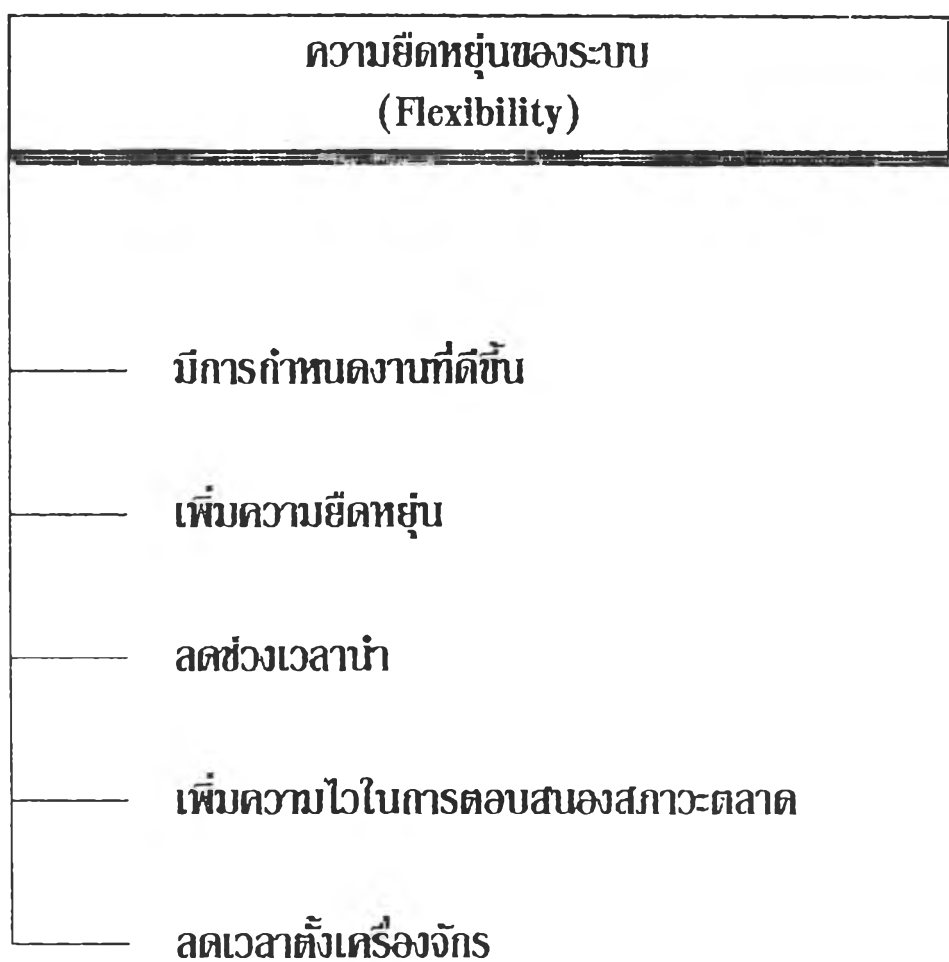 ความยืดหยุ่นของระบบ
(Flexibility)
มีการกำหนดงานที่ดีขึ้น
เพิ่มความยืดหยุ่น
ลดช่วงเวลานำ
เพิ่มความไวในการตอบสนองสภาวะตลาด
ลดเวลาตั้งเครื่องจักร